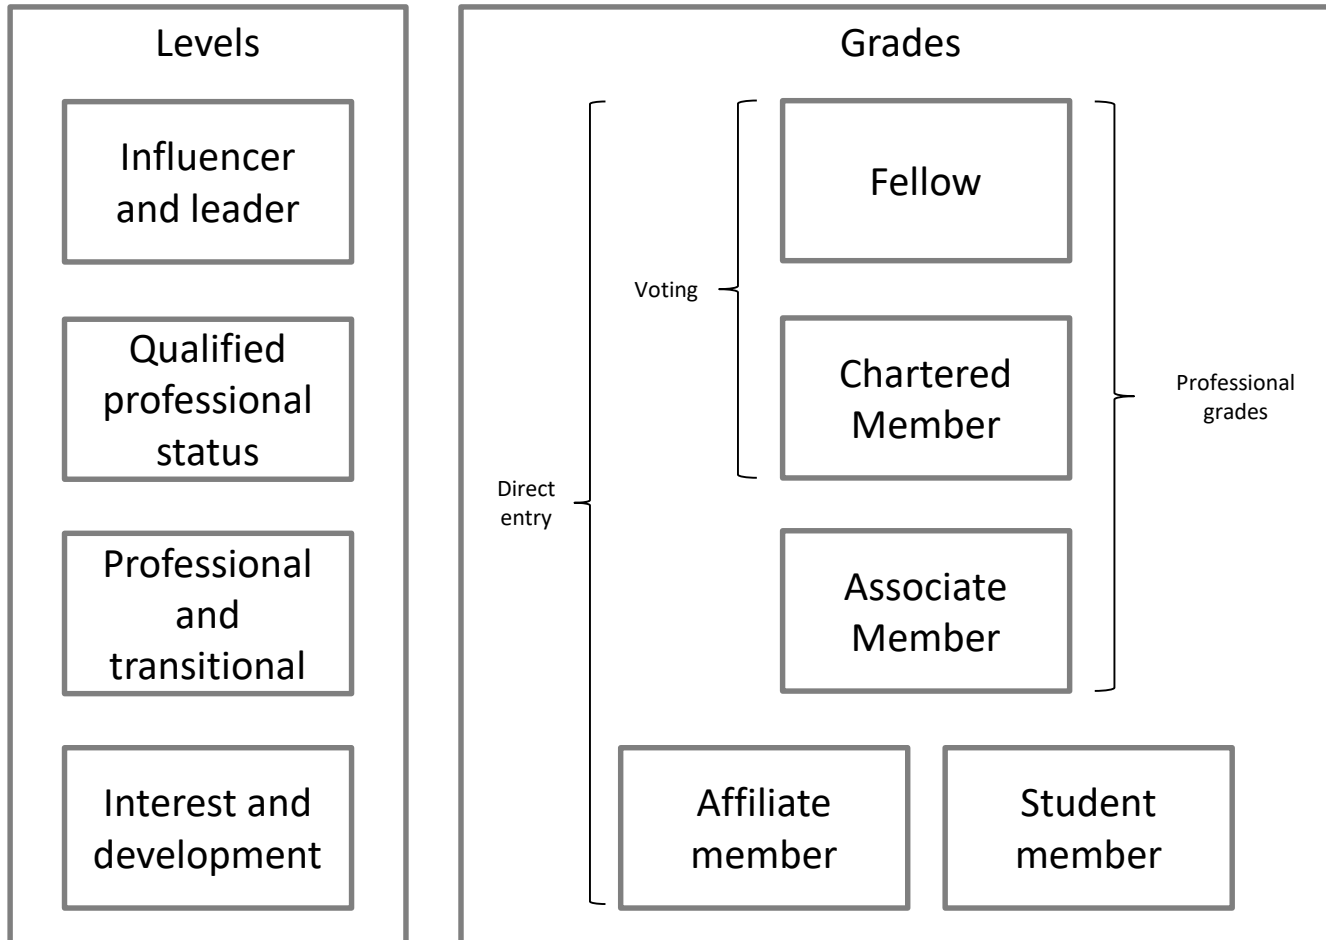 Levels
Influencer
and leader
Qualified
professional
status
Professional
and
transitional
Interest and
development
Grades
Fellow
Voting
Chartered
Member
Professional
grades
Direct
entry
Associate
Member
Affiliate
member
Student
member